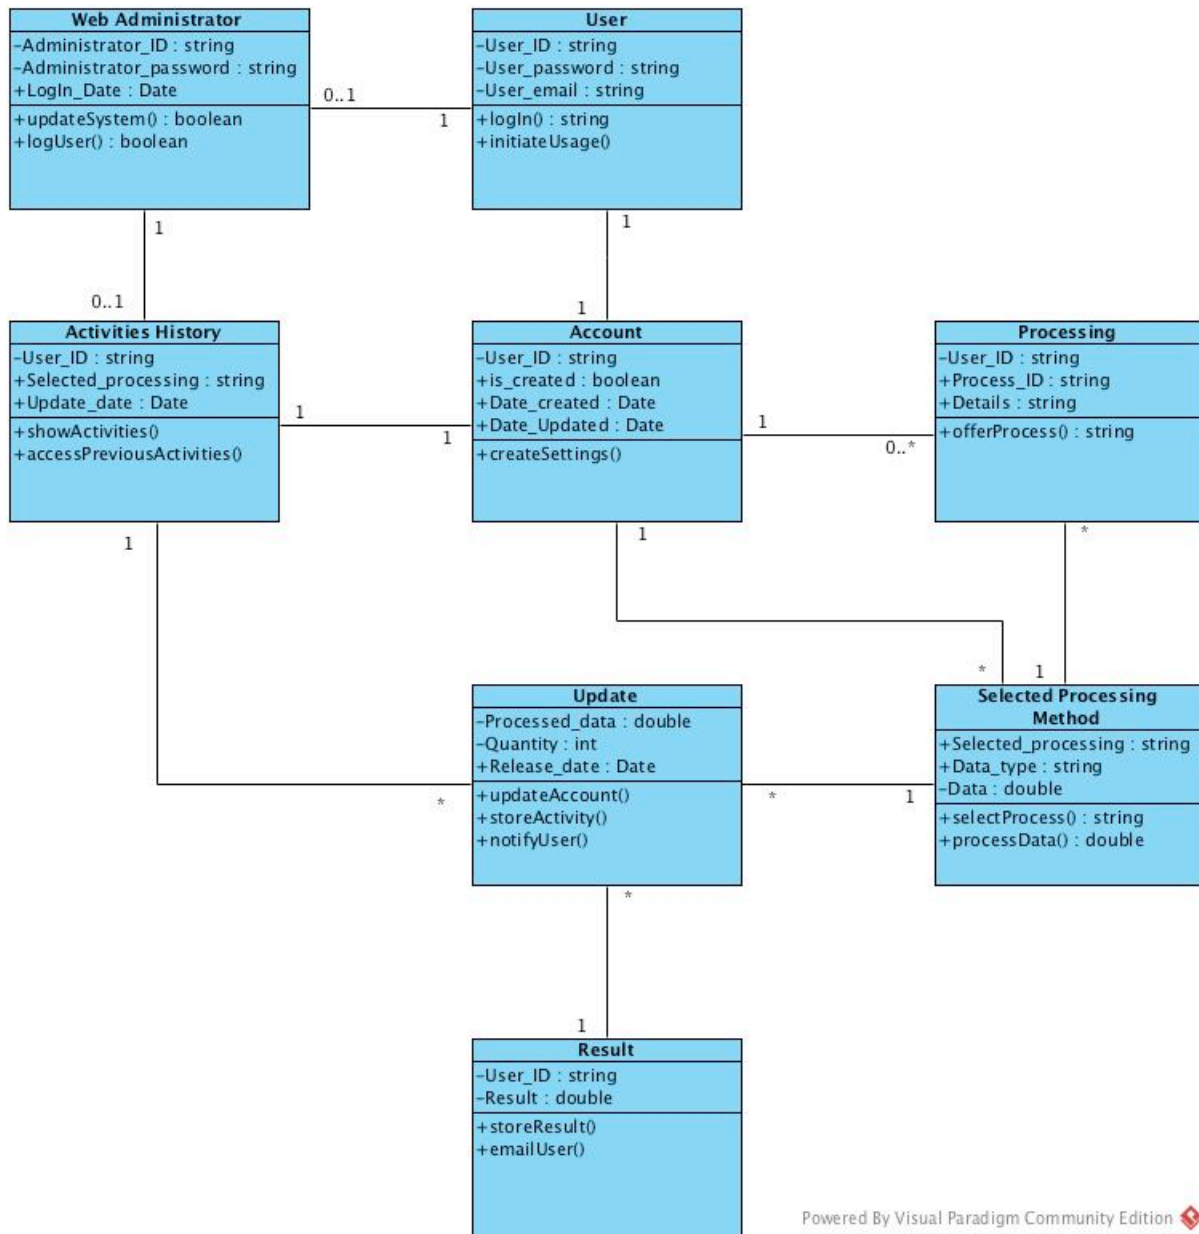 Web Administrator
-Administrator_ID : string
-Administrator_password : string
+LogIn_Date : Date
+updateSystem() : boolean
+logUser() : boolean
User
-User_ID : string
-User_password : string
-User_email : string
+logIn() : string
+initiateUsage()
0..1
1
1
0..1
1
1
Activities History
-User_ID : string
+Selected_processing : string
+Update_date : Date
+showActivities()
+accessPreviousActivities()
1
1
Account
-User_ID : string
+is_created : boolean
+Date_created : Date
+Date_Updated : Date
+createSettings()
1
0..*
Processing
-User_ID : string
+Process_ID : string
+Details : string
+offerProcess() : string
1
1
*
*
1
Update
-Processed_data : double
-Quantity : int
+Release_date : Date
+updateAccount()
+storeActivity()
+notifyUser()
*
*
1
Selected Processing
Method
+Selected_processing : string
+Data_type : string
-Data : double
+selectProcess() : string
+processData() : double
*
1
Result
-User_ID : string
-Result : double
+storeResult()
+emailUser()
Powered By Visual Paradigm Community Edition